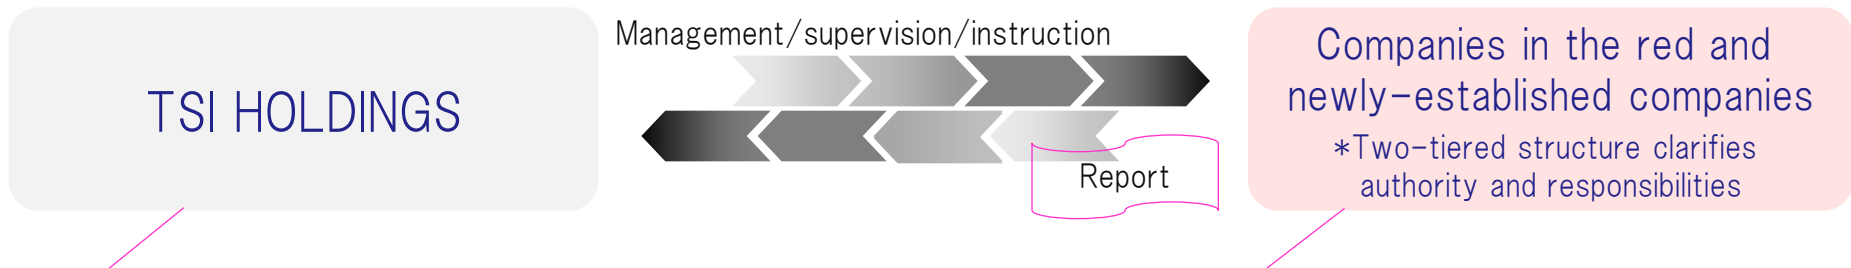 TSI HOLDINGS
Management/supervision/instruction
Report
Companies in the red and
newly-established companies
*Two-tiered structure clarifies
authority and responsibilities